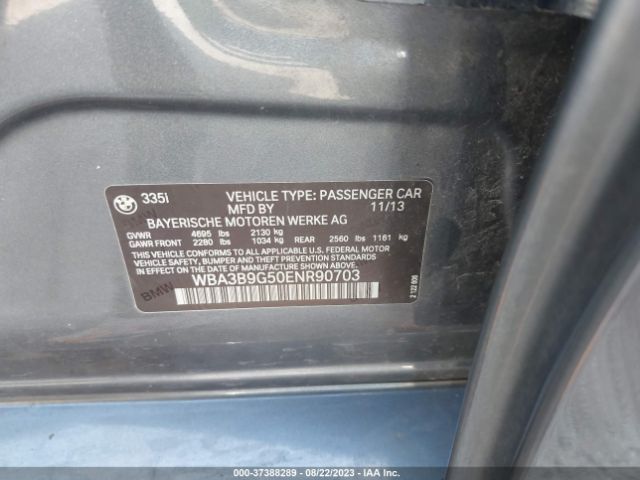 335i VEHICLE TYPE: PASSENGER CAR
MFD BY 11/13
BAYERISCHE MOTOREN WERKE AG
GVWR 4695 lbs 2130 kg
GAWR FRONT 2280 lbs 1034 kg REAR 2560 lbs 1161 kg
THIS VEHICLE CONFORMS TO ALL APPLICABLE U.S. FEDERAL MOTOR
VEHICLE SAFETY, BUMPER AND THEFT PREVENTION STANDARDS IN
EFFECT ON THE DATE OF MANUFACTURE SHOWN ABOVE.
WBA3B9G50ENR90703
BMW
000-37388289 - 08/22/2023 - IAA Inc.